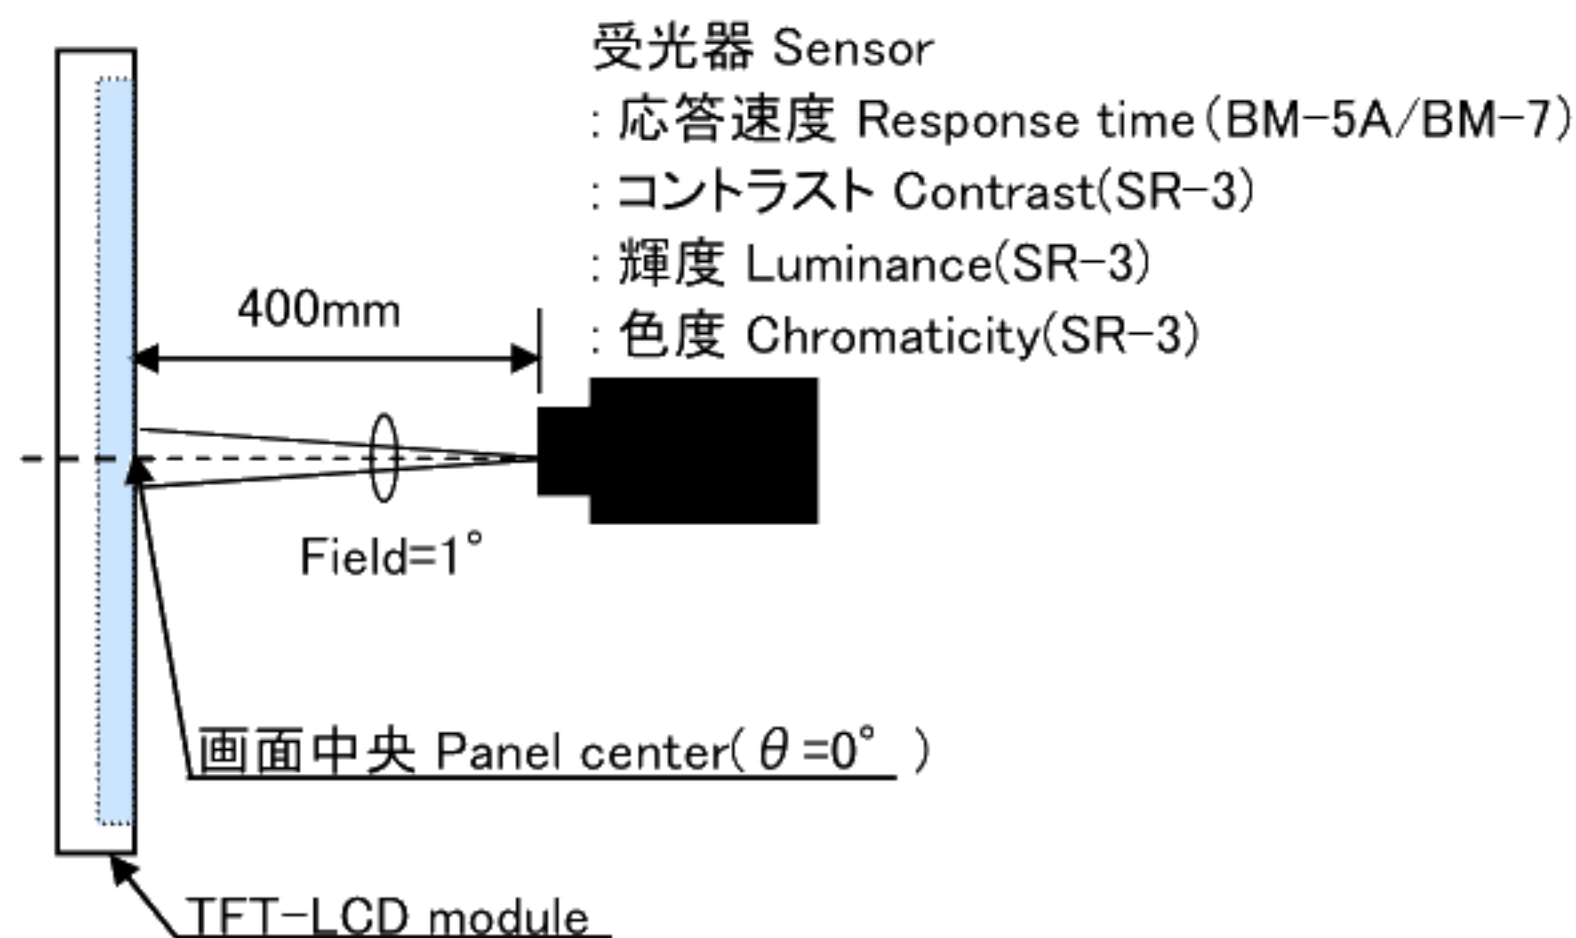 受光器 Sensor
: 応答速度 Response time(BM-5A/BM-7)
: コントラスト Contrast(SR-3)
: 輝度 Luminance(SR-3)
: 色度 Chromaticity(SR-3)
400mm
Field=1°
画面中央 Panel center(θ=0° )
TFT-LCD module